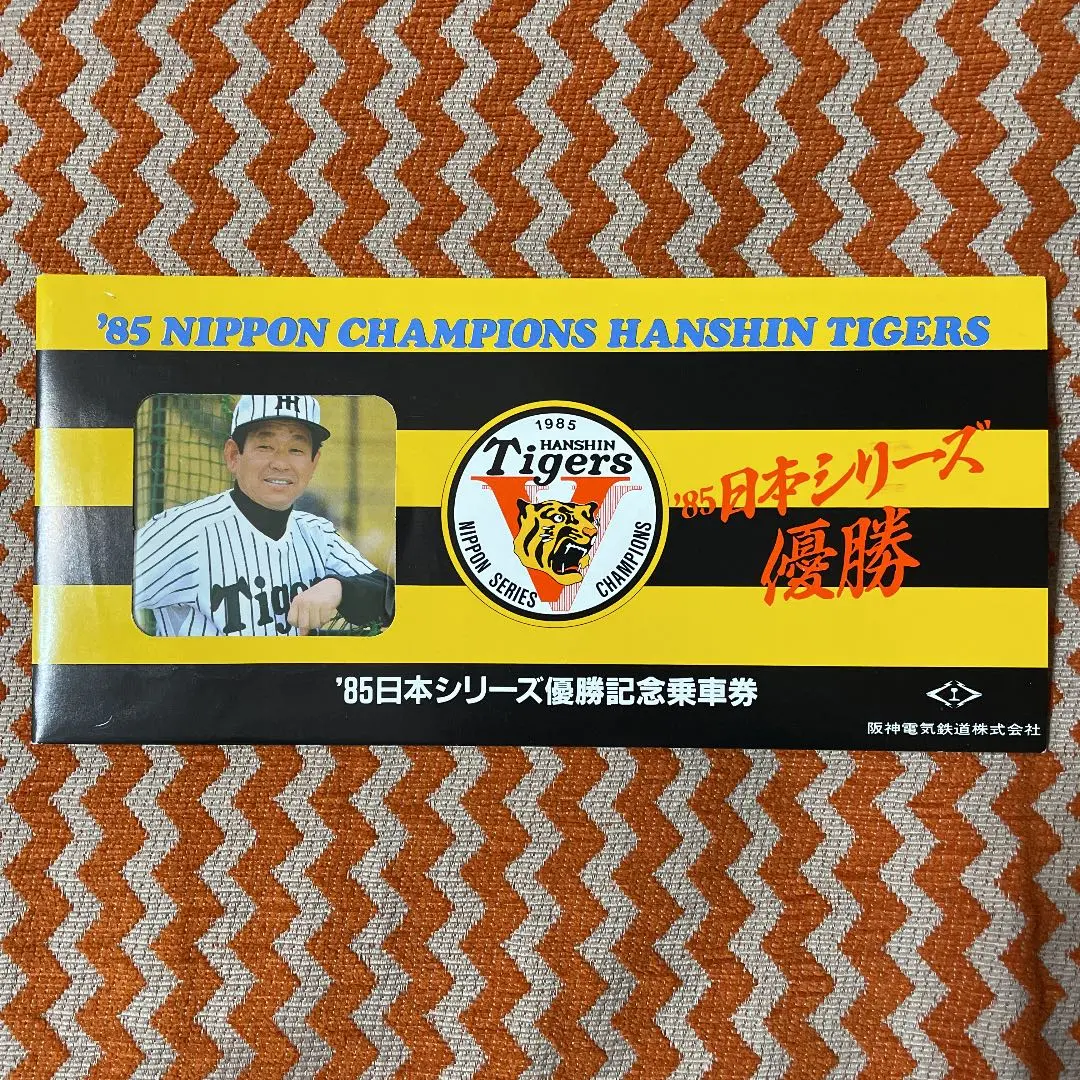 '85 NIPPON CHAMPIONS HANSHIN TIGERS
TH
Tiger
1985
HANSHIN
Tigers
V
NIPPON SERIES CHAMPIONS
'85日本シリーズ
優勝
'85日本シリーズ優勝記念乗車券
阪神電気鉄道株式会社